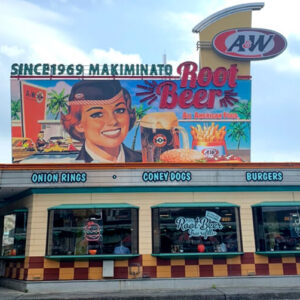 A&W
SINCE1969 MAKIMINATO
Root
Beer
ONION RINGS
CONEY DOGS
BURGERS
Root Beer